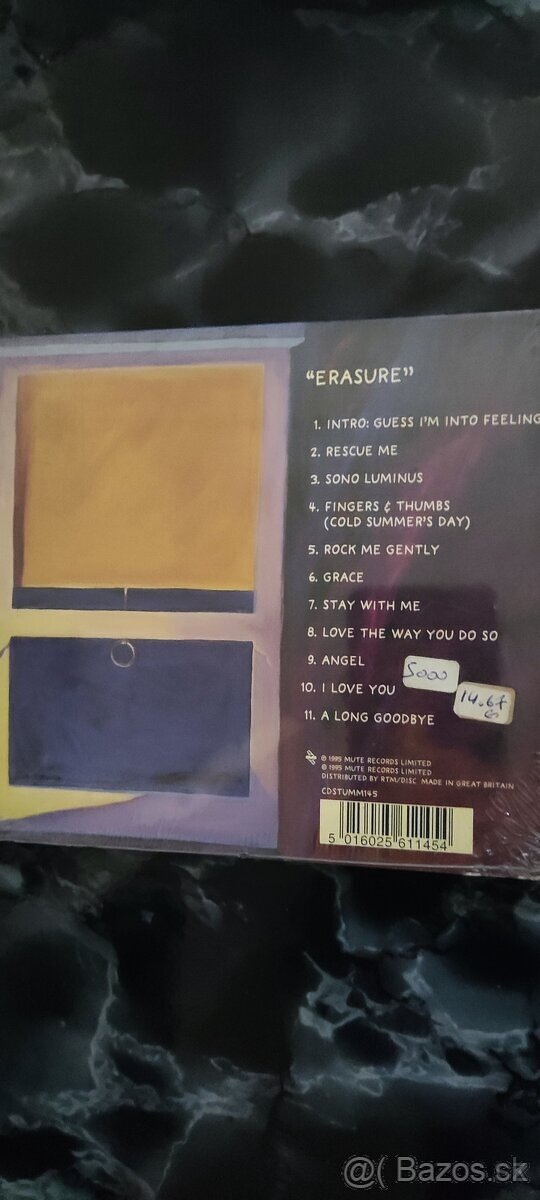 “ERASURE”
1. INTRO: GUESS I'M INTO FEELING
2. RESCUE ME
3. SONO LUMINUS
4. FINGERS & THUMBS
(COLD SUMMER'S DAY)
5. ROCK ME GENTLY
6. GRACE
7. STAY WITH ME
8. LOVE THE WAY YOU DO SO
9. ANGEL
5000
10. I LOVE YOU
14.67
11. A LONG GOODBYE
℗ 1995 MUTE RECORDS LIMITED
© 1995 MUTE RECORDS LIMITED
DISTRIBUTED BY RTM/DISC MADE IN GREAT BRITAIN
CDSTUMM145
5 016025 611454
@( Bazos.sk